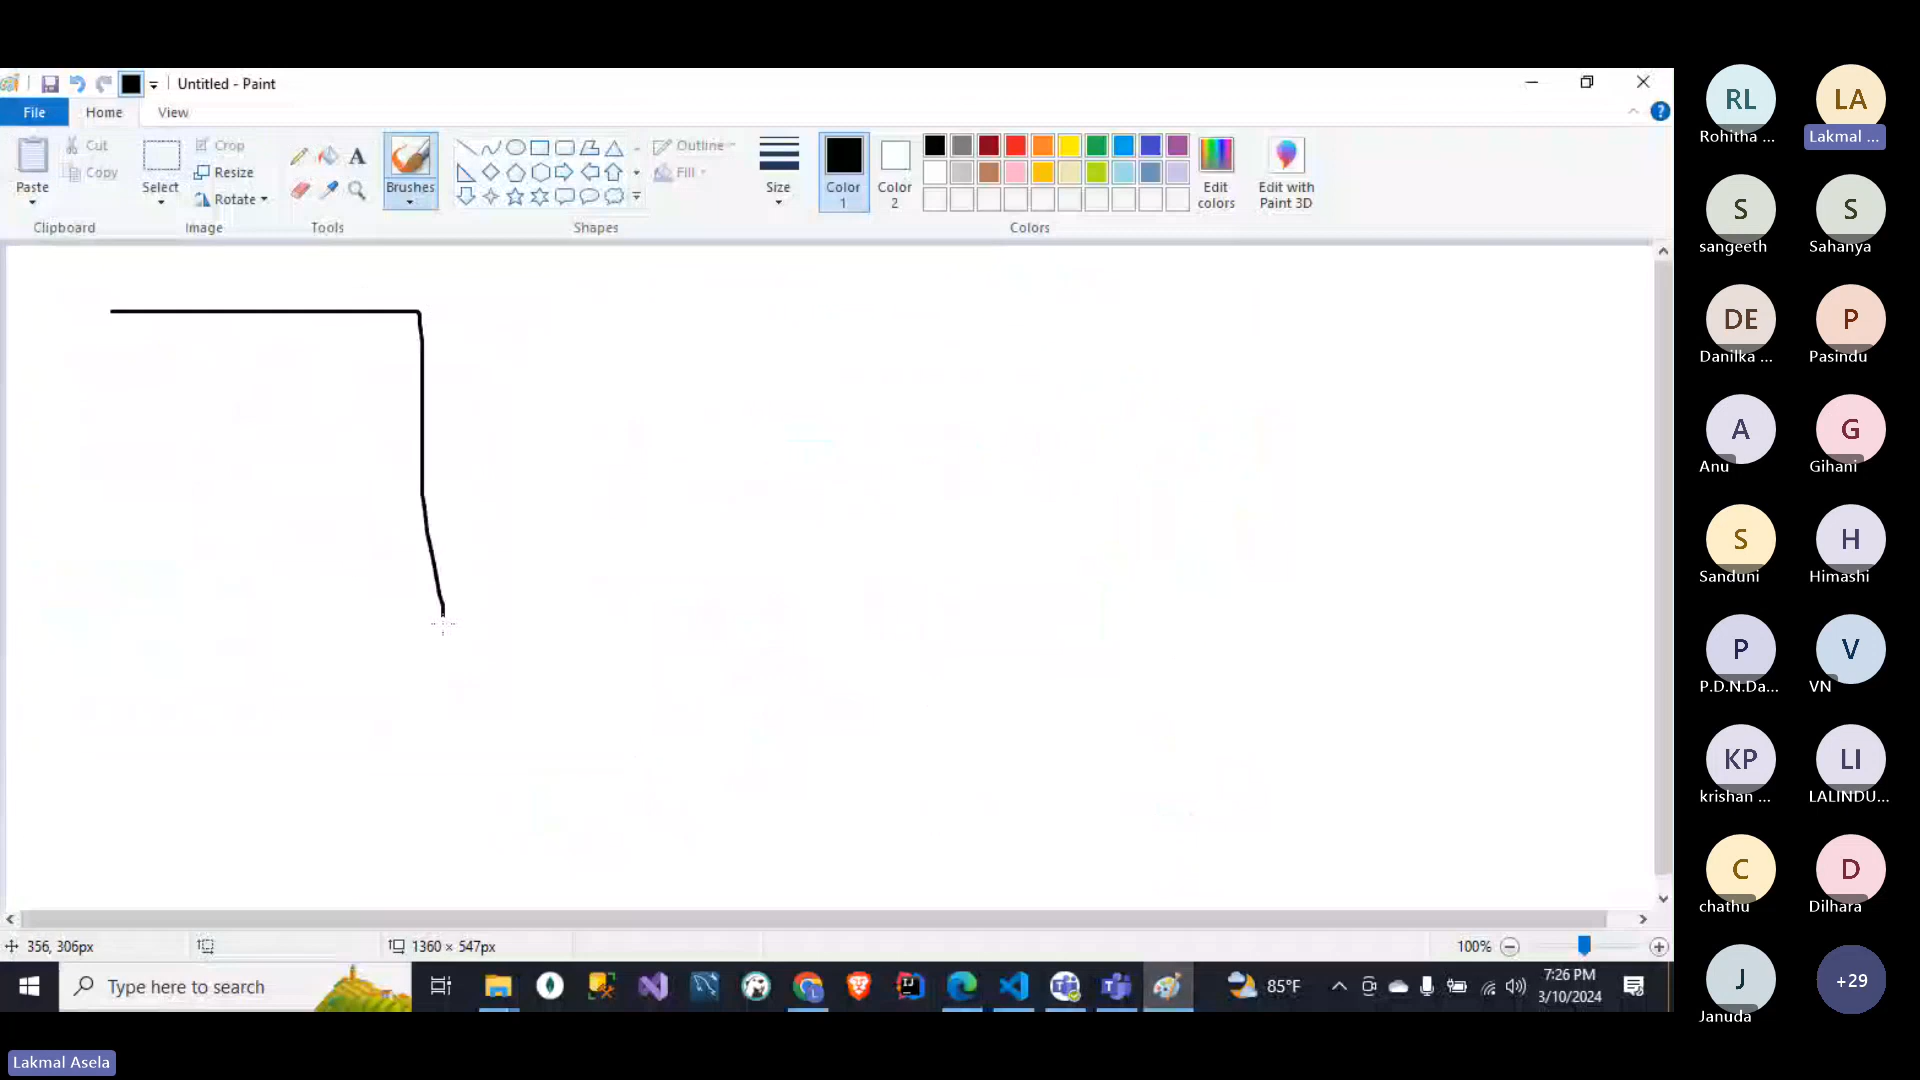 Untitled - Paint
File Home View
Paste
Cut
Copy
Clipboard
Select
Crop
Resize
Rotate
Image
A
Tools
Brushes
Shapes
Outline
Fill
Size
Color 1
Color 2
Edit colors
Edit with Paint 3D
Colors
356, 306px
1360 × 547px
100%
Type here to search
85°F
7:26 PM
3/10/2024
Lakmal Asela
RL
Rohitha ...
LA
Lakmal ...
S
sangeeth
S
Sahanya
DE
Danilka ...
P
Pasindu
A
Anu
G
Gihani
S
Sanduni
H
Himashi
P
P.D.N.Da...
V
VN
KP
krishan ...
LI
LALINDU...
C
chathu
D
Dilhara
J
Januda
+29